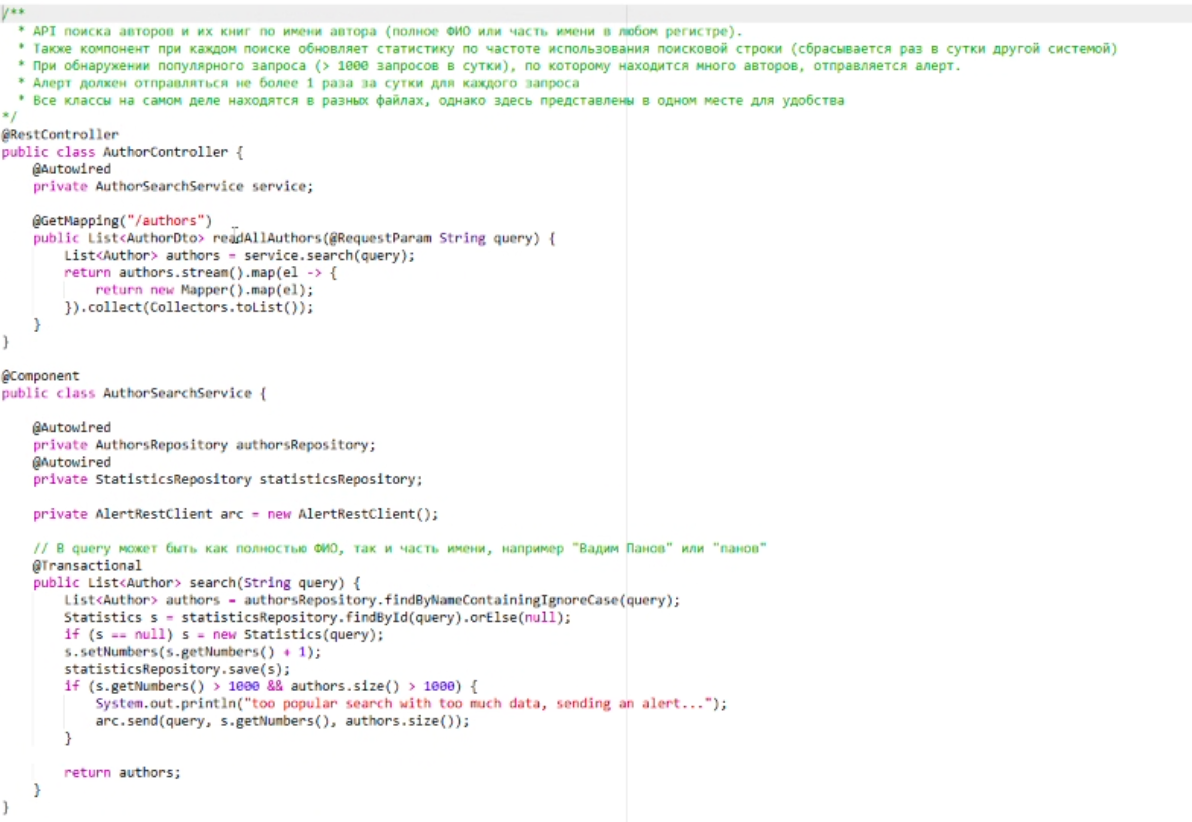 /**
 * API поиска авторов и их книг по имени автора (полное ФИО или часть имени в любом регистре).
 * Также компонент при каждом поиске обновляет статистику по частоте использования поисковой строки (сбрасывается раз в сутки другой системой)
 * При обнаружении популярного запроса (> 1000 запросов в сутки), по которому находится много авторов, отправляется алерт.
 * Алерт должен отправляться не более 1 раза за сутки для каждого запроса
 * Все классы на самом деле находятся в разных файлах, однако здесь представлены в одном месте для удобства
*/
@RestController
public class AuthorController {
    @Autowired
    private AuthorSearchService service;

    @GetMapping("/authors")
    public List<AuthorDto> readAllAuthors(@RequestParam String query) {
        List<Author> authors = service.search(query);
        return authors.stream().map(el -> {
            return new Mapper().map(el);
        }).collect(Collectors.toList());
    }
}

@Component
public class AuthorSearchService {

    @Autowired
    private AuthorsRepository authorsRepository;
    @Autowired
    private StatisticsRepository statisticsRepository;

    private AlertRestClient arc = new AlertRestClient();

    // В query может быть как полностью ФИО, так и часть имени, например "Вадим Панов" или "панов"
    @Transactional
    public List<Author> search(String query) {
        List<Author> authors = authorsRepository.findByNameContainingIgnoreCase(query);
        Statistics s = statisticsRepository.findById(query).orElse(null);
        if (s == null) s = new Statistics(query);
        s.setNumbers(s.getNumbers() + 1);
        statisticsRepository.save(s);
        if (s.getNumbers() > 1000 && authors.size() > 1000) {
            System.out.println("too popular search with too much data, sending an alert...");
            arc.send(query, s.getNumbers(), authors.size());
        }

        return authors;
    }
}